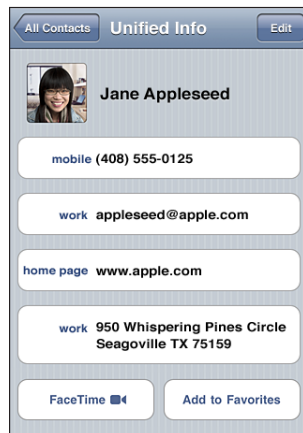 All Contacts Unified Info Edit
Jane Appleseed
mobile (408) 555-0125
work appleseed@apple.com
home page www.apple.com
work 950 Whispering Pines Circle
Seagoville TX 75159
FaceTime Add to Favorites